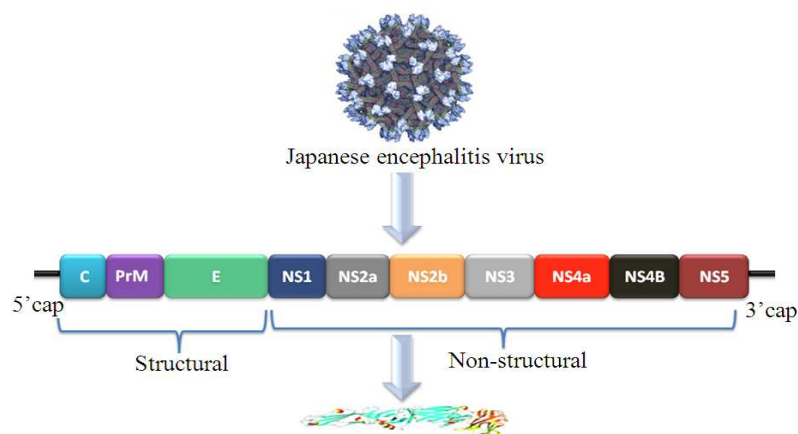 Japanese encephalitis virus
C PrM E NS1 NS2a NS2b NS3 NS4a NS4B NS5
5’cap 3’cap
Structural Non-structural